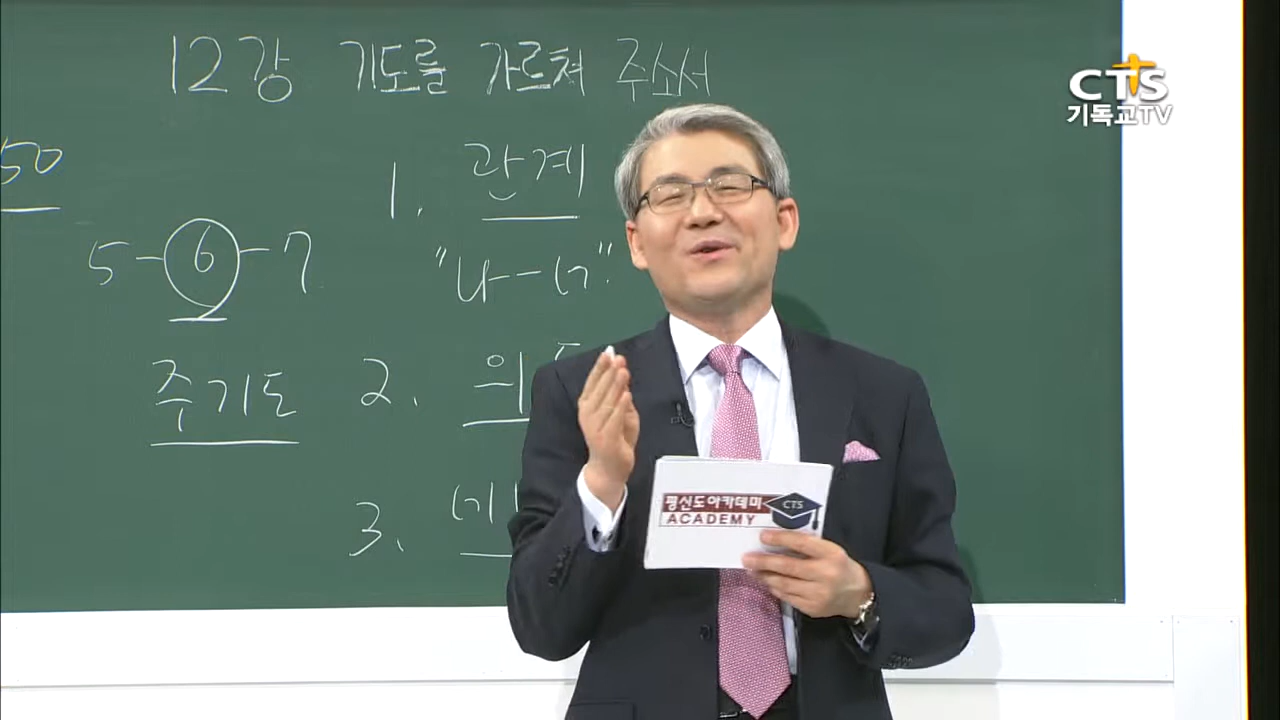 12강 기도를 가르쳐 주소서
CTS
기독교TV
50
1. 관계
5-6-7
"나-너"
주기도
2.
3.
평신도아카데미
ACADEMY
CTS